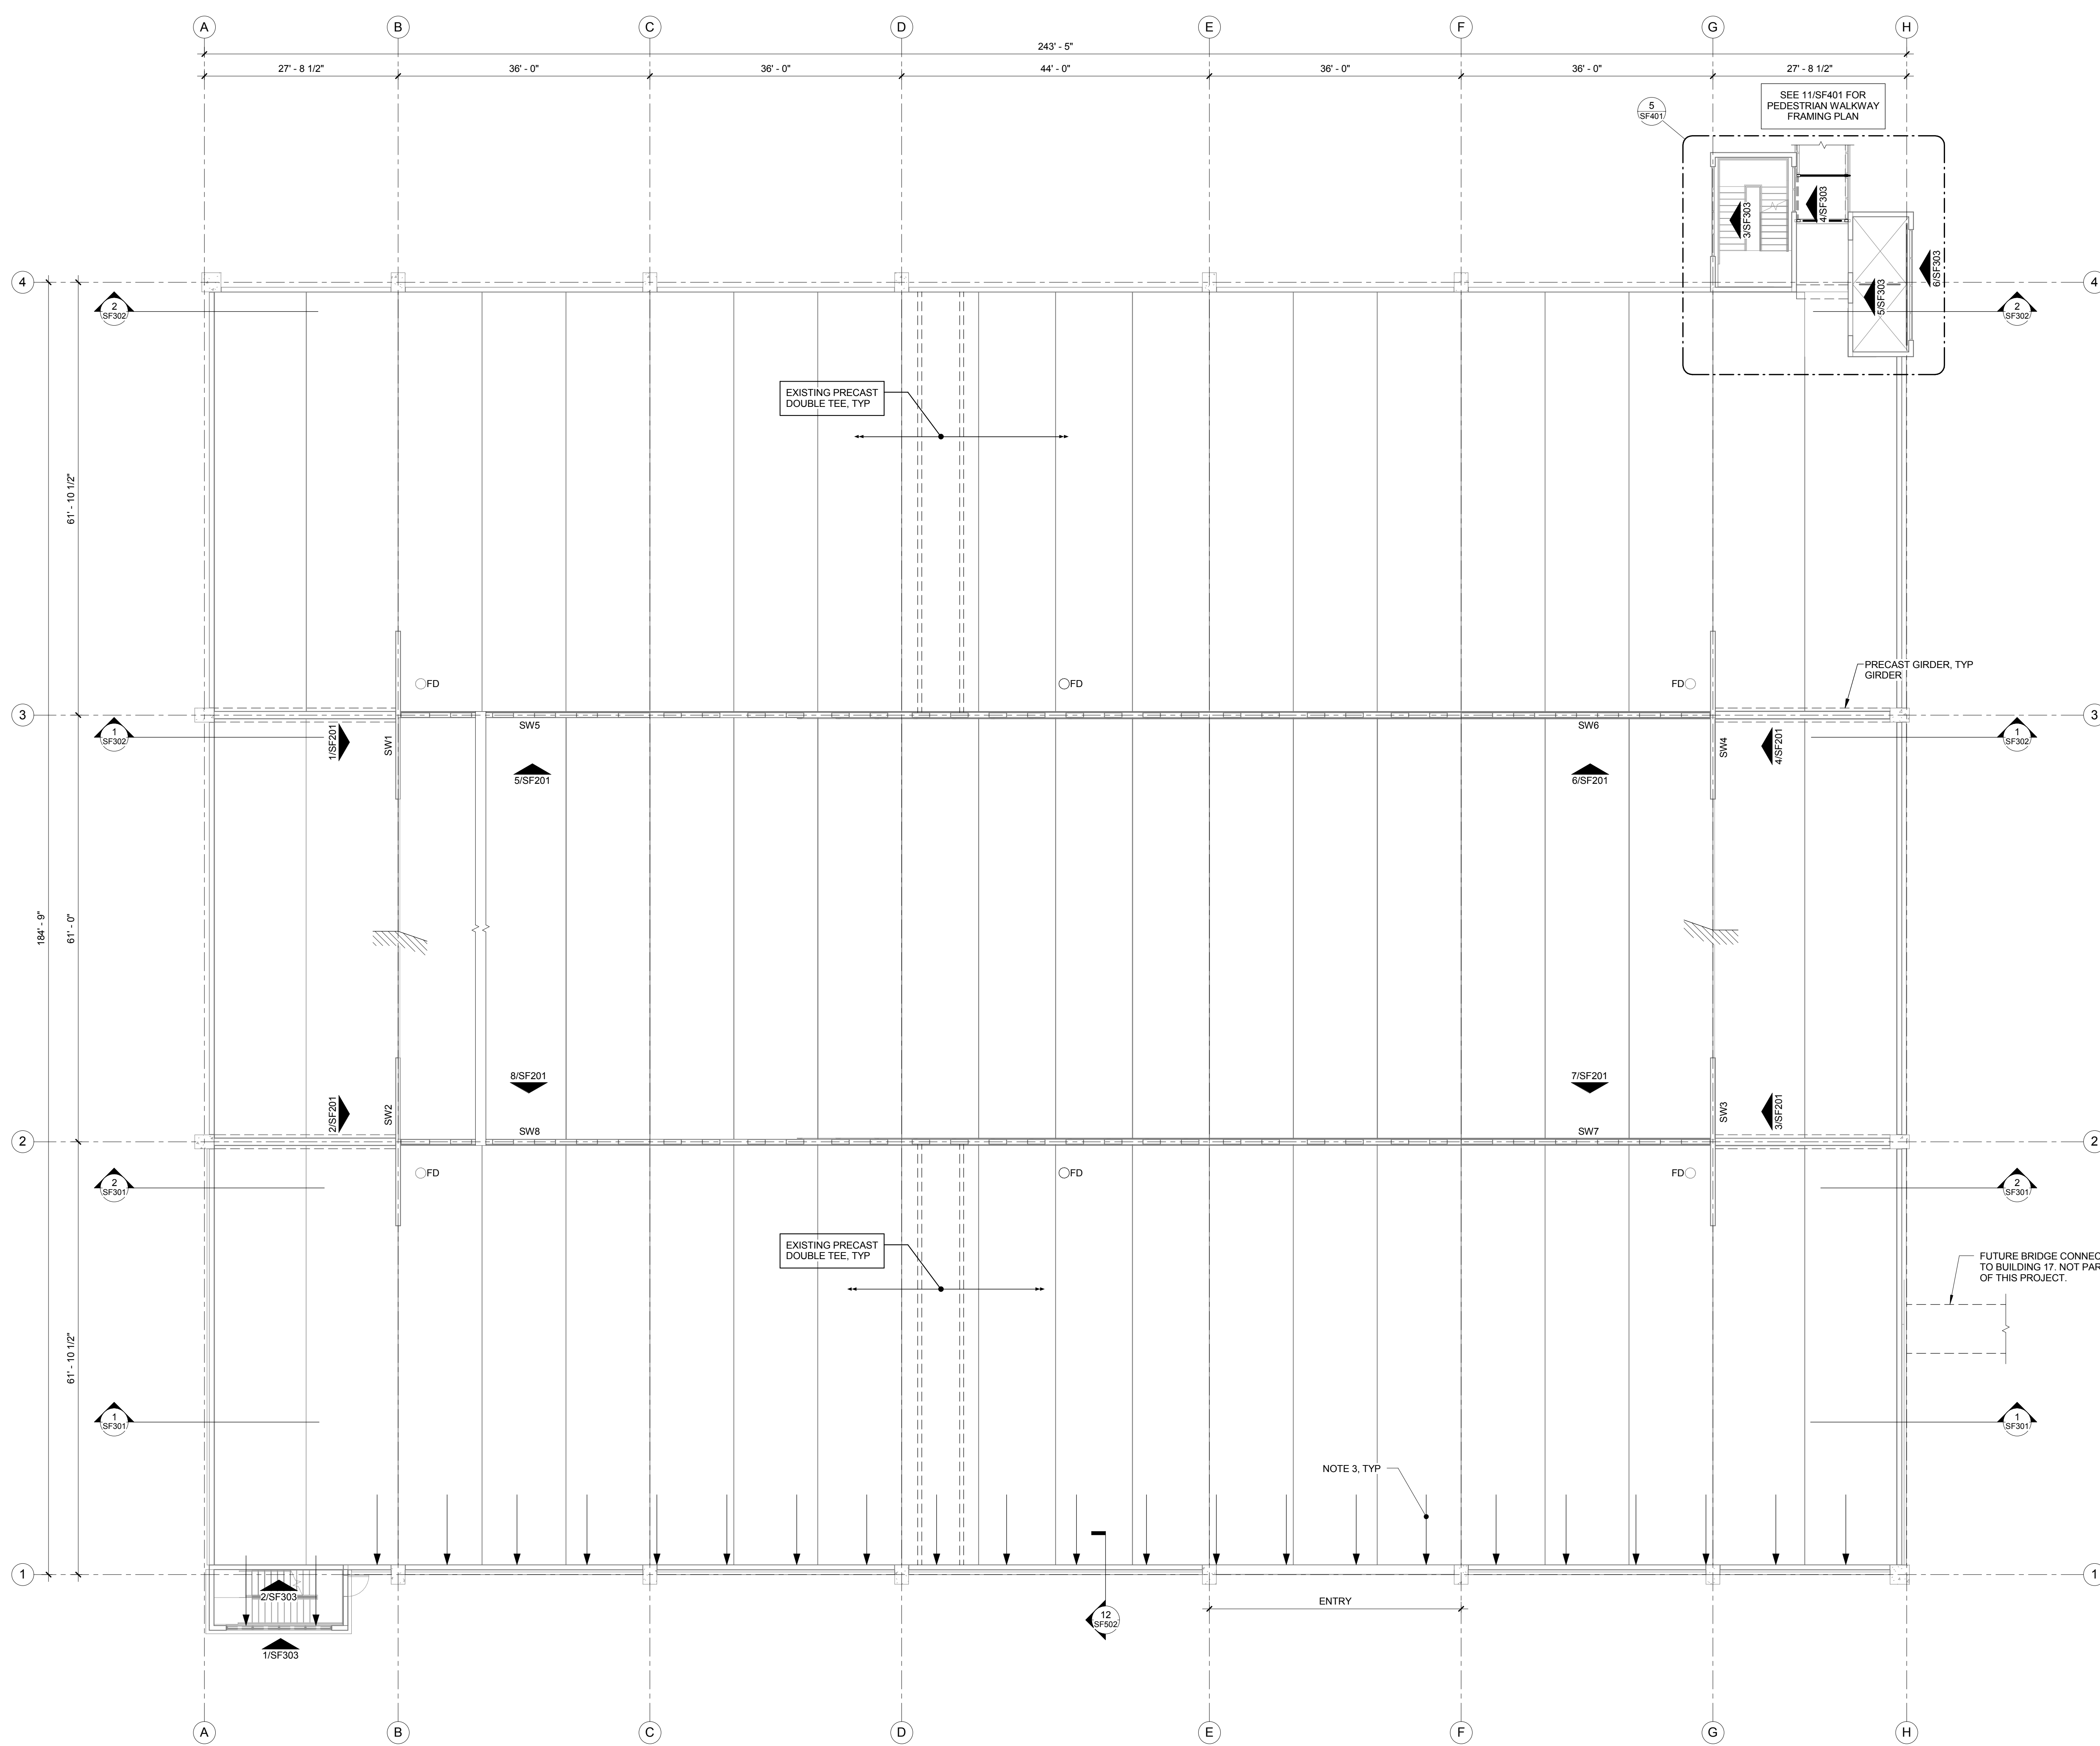 A B C D E F G H
243' - 5"
27' - 8 1/2" 36' - 0" 36' - 0" 44' - 0" 36' - 0" 36' - 0" 27' - 8 1/2"
SEE 11/SF401 FOR
PEDESTRIAN WALKWAY
FRAMING PLAN
5
SF401
3/SF303
4/SF303
5/SF303
6/SF303
4
4
2
SF302
2
SF302
EXISTING PRECAST
DOUBLE TEE, TYP
61' - 10 1/2"
FD
FD
FD
PRECAST GIRDER, TYP
GIRDER
3
3
1
SF302
1/SF201
SW1
SW5
5/SF201
SW6
6/SF201
SW4
4/SF201
1
SF302
184' - 9"
61' - 0"
8/SF201
7/SF201
2/SF201
SW2
SW8
SW7
SW3
3/SF201
2
2
FD
FD
FD
2
SF301
2
SF301
EXISTING PRECAST
DOUBLE TEE, TYP
FUTURE BRIDGE CONNEC
TO BUILDING 17. NOT PAR
OF THIS PROJECT.
61' - 10 1/2"
1
SF301
1
SF301
NOTE 3, TYP
1
1
2/SF303
1/SF303
ENTRY
12
SF502
A B C D E F G H